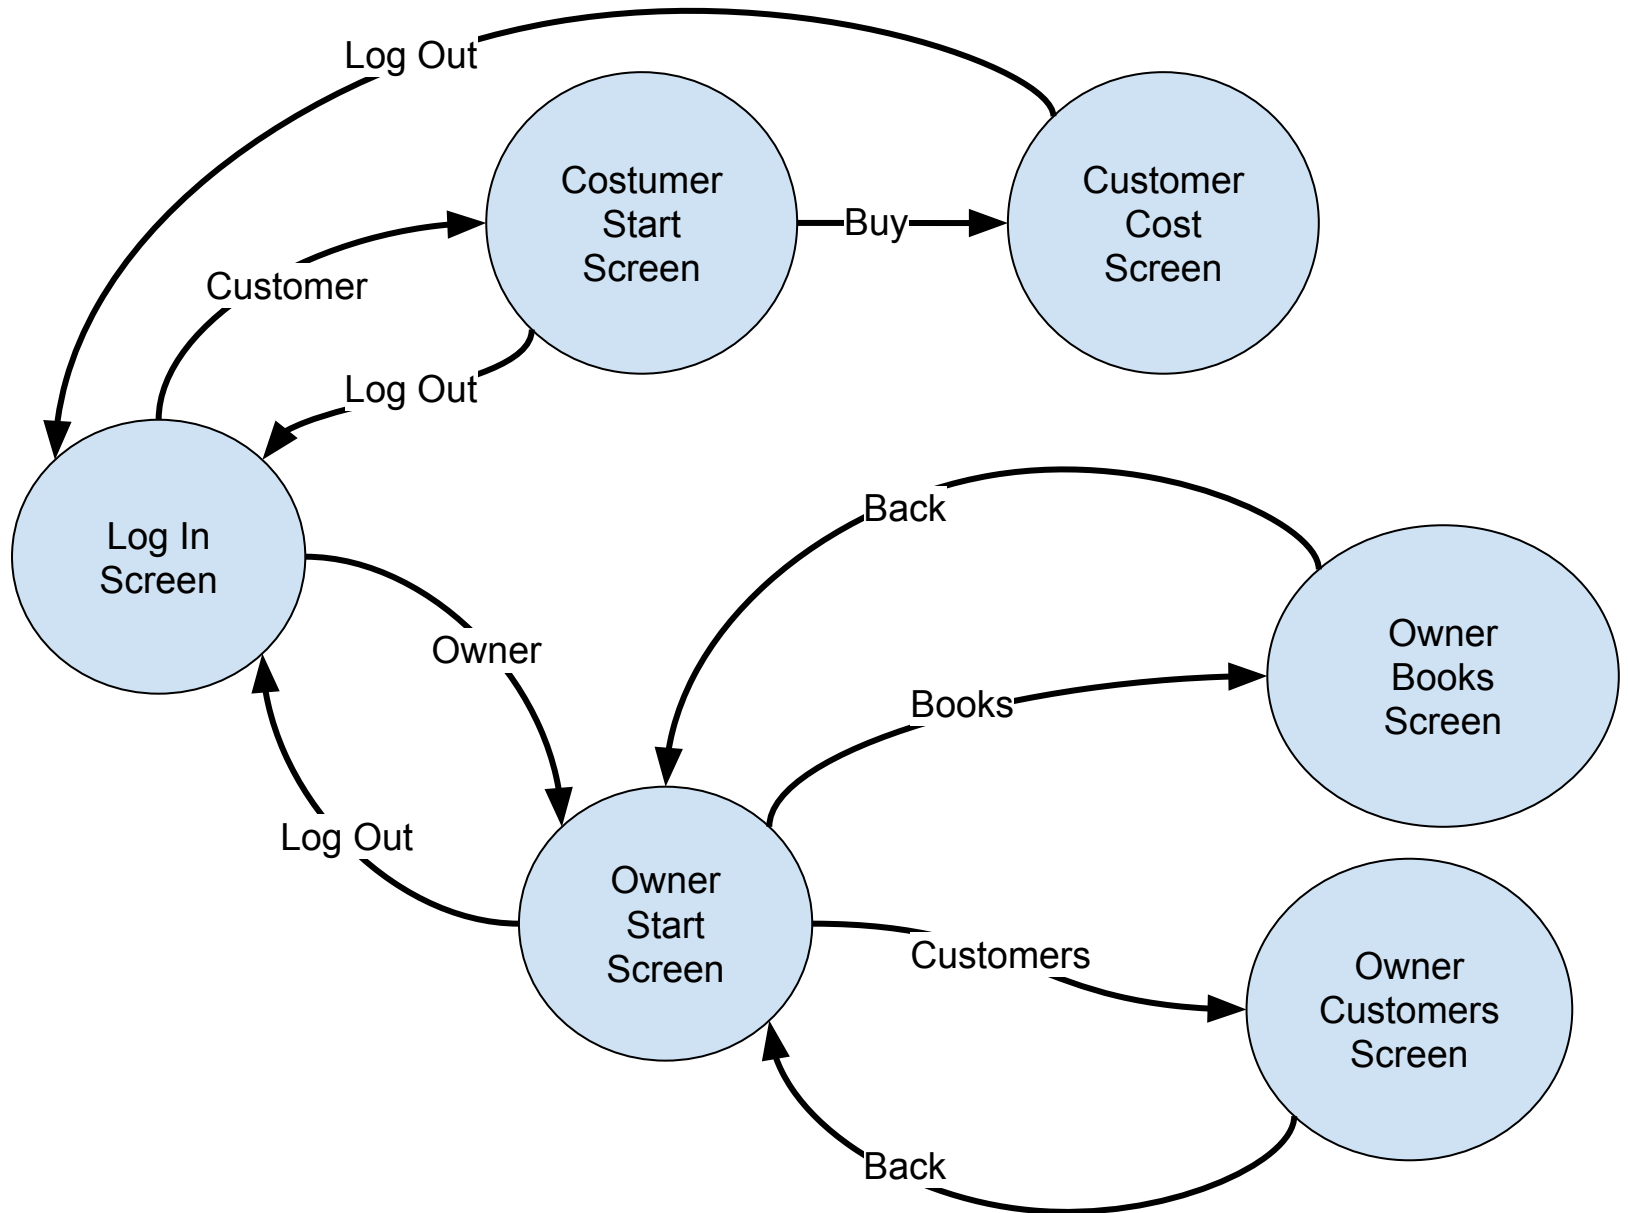 Log Out
Costumer
Start
Screen
Buy
Customer
Cost
Screen
Customer
Log Out
Log In
Screen
Back
Owner
Books
Owner
Books
Screen
Log Out
Owner
Start
Screen
Customers
Owner
Customers
Screen
Back